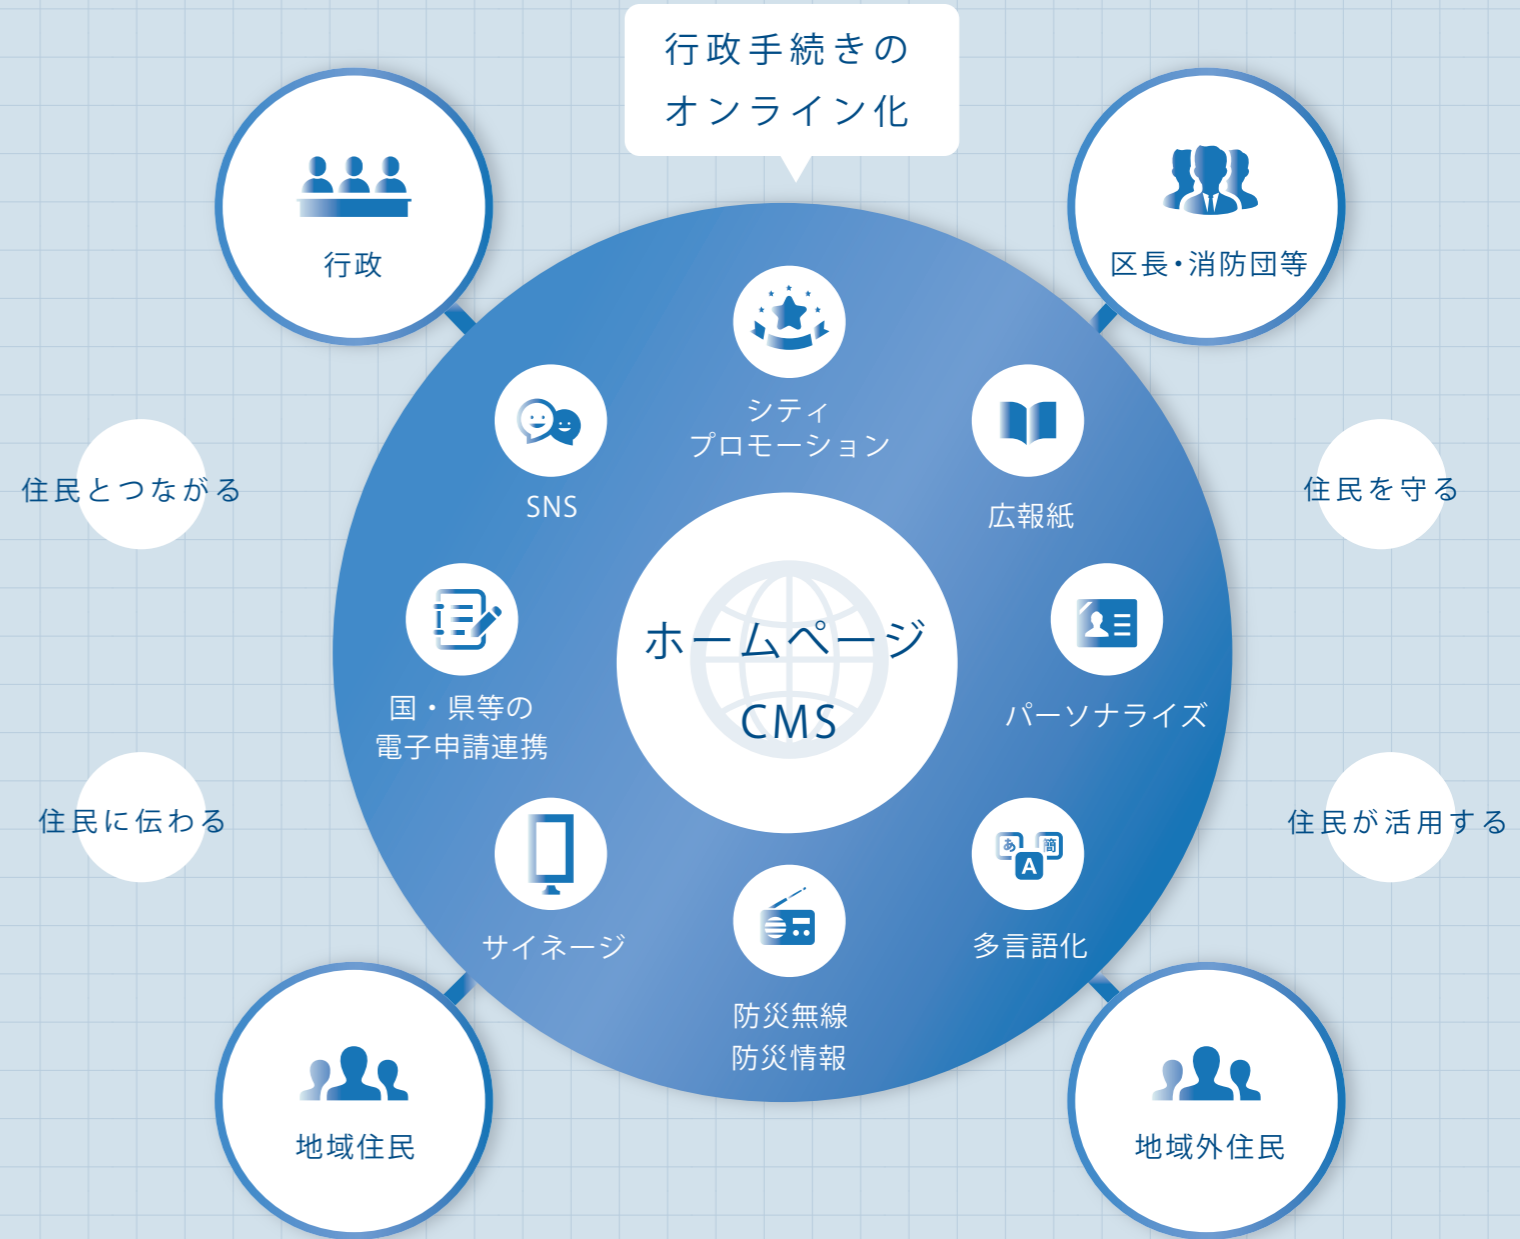 行政手続きの
オンライン化
行政
区長・消防団等
シティ
プロモーション
SNS
広報紙
住民とつながる
住民を守る
ホームページ
CMS
国・県等の
電子申請連携
パーソナライズ
住民に伝わる
住民が活用する
あ
簡
A
サイネージ
多言語化
防災無線
防災情報
地域住民
地域外住民